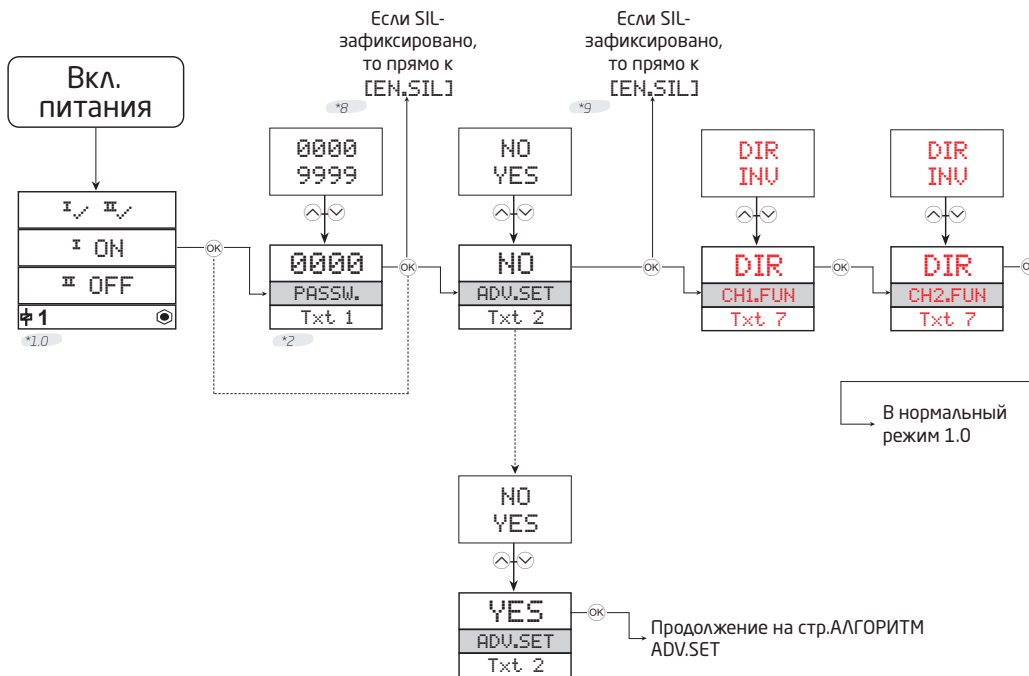 Если SIL-
зафиксировано,
то прямо к
[EN.SIL]
*8
Если SIL-
зафиксировано,
то прямо к
[EN.SIL]
*9
Вкл.
питания
I✓ II✓
I ON
II OFF
1
*1.0
OK
0000
9999
0000
PASSW.
Txt 1
*2
OK
NO
YES
NO
ADV.SET
Txt 2
OK
DIR
INV
DIR
CH1.FUN
Txt 7
OK
DIR
INV
DIR
CH2.FUN
Txt 7
В нормальный
режим 1.0
NO
YES
YES
ADV.SET
Txt 2
OK
Продолжение на стр.АЛГОРИТМ
ADV.SET